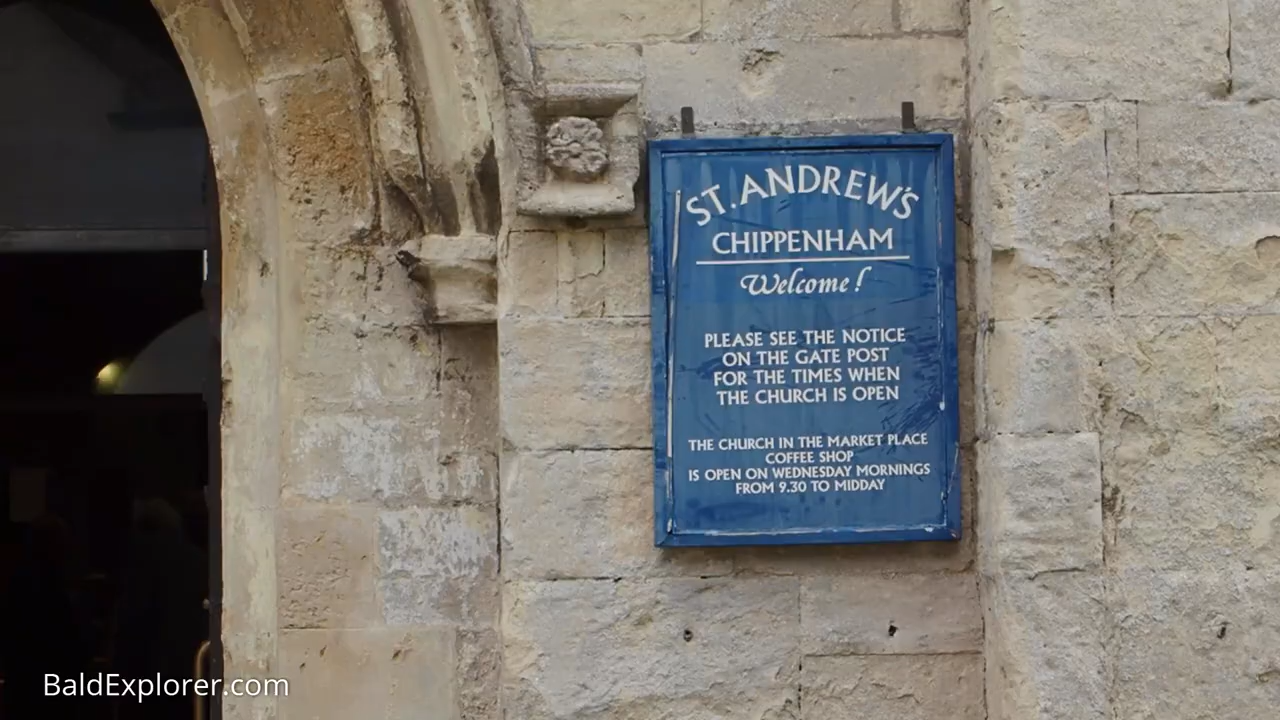 ST. ANDREW'S
CHIPPENHAM
Welcome!
PLEASE SEE THE NOTICE
ON THE GATE POST
FOR THE TIMES WHEN
THE CHURCH IS OPEN
THE CHURCH IN THE MARKET PLACE
COFFEE SHOP
IS OPEN ON WEDNESDAY MORNINGS
FROM 9.30 TO MIDDAY
BaldExplorer.com